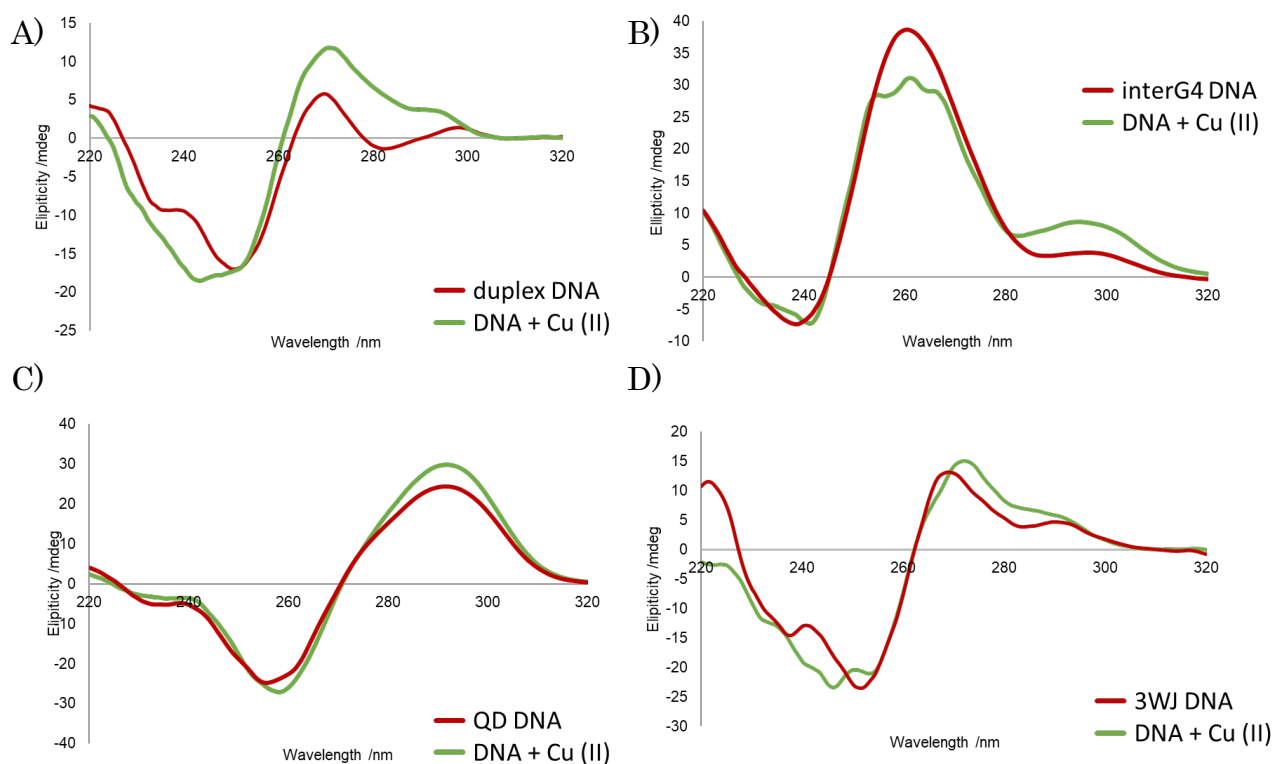 A)
15
10
5
0
-5
-10
-15
-20
-25
220 240 260 280 300 320
Elipiticity /mdeg
Wavelength /nm
duplex DNA
DNA + Cu (II)
B)
40
35
30
25
20
15
10
5
0
-5
-10
220 240 260 280 300 320
Ellipticity /mdeg
Wavelength /nm
interG4 DNA
DNA + Cu (II)
C)
40
30
20
10
0
-10
-20
-30
-40
220 240 260 280 300 320
Elipiticity /mdeg
Wavelength /nm
QD DNA
DNA + Cu (II)
D)
20
15
10
5
0
-5
-10
-15
-20
-25
-30
220 240 260 280 300 320
Elipiticity /mdeg
Wavelength /nm
3WJ DNA
DNA + Cu (II)